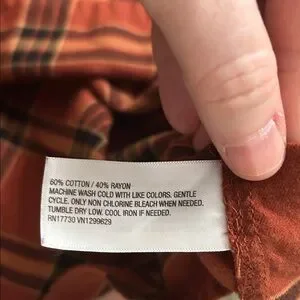 60% COTTON / 40% RAYON
MACHINE WASH COLD WITH LIKE COLORS. GENTLE
CYCLE. ONLY NON CHLORINE BLEACH WHEN NEEDED.
TUMBLE DRY LOW. COOL IRON IF NEEDED.
RN17730 VN1299629